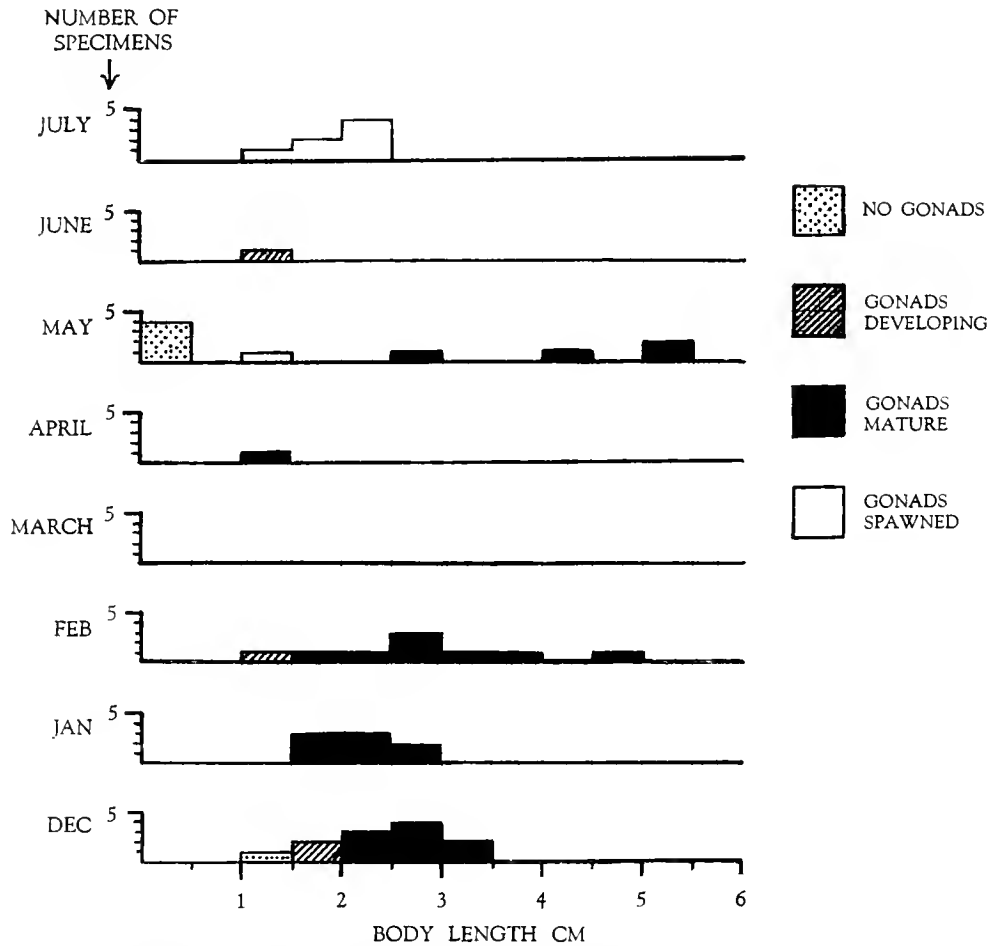 NUMBER OF
SPECIMENS
JULY 5
JUNE 5
MAY 5
APRIL 5
MARCH 5
FEB 5
JAN 5
DEC 5
1 2 3 4 5 6
BODY LENGTH CM
NO GONADS
GONADS
DEVELOPING
GONADS
MATURE
GONADS
SPAWNED